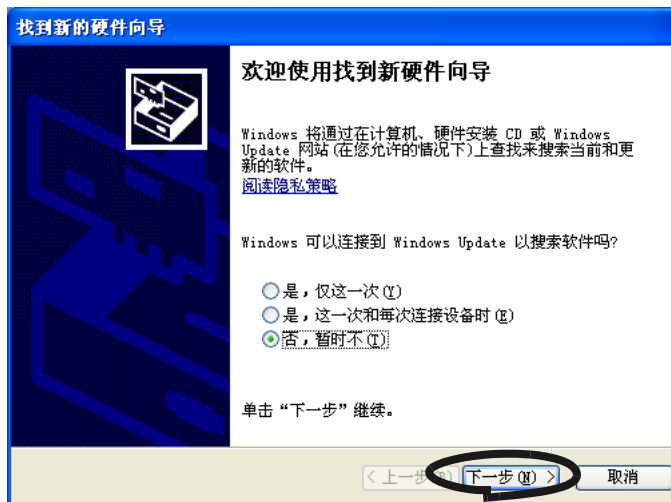 找到新的硬件向导
欢迎使用找到新硬件向导
Windows 将通过在计算机、硬件安装 CD 或 Windows
Update 网站(在您允许的情况下)上查找来搜索当前和更
新的软件。
阅读隐私策略
Windows 可以连接到 Windows Update 以搜索软件吗?
是，仅这一次(Y)
是，这一次和每次连接设备时(E)
否，暂时不(T)
单击“下一步”继续。
< 上一步(B) 下一步(N) > 取消